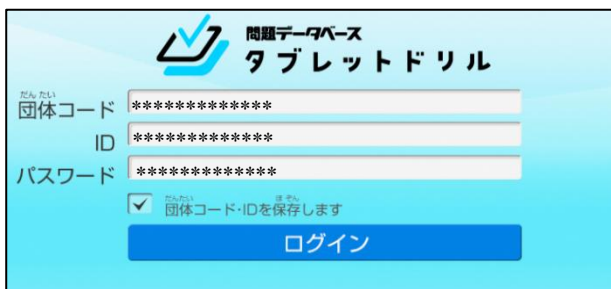 問題データベース
タブレットドリル
だんたい
団体コード *************
ID *************
パスワード *************
だんたい ほぞん
団体コード・IDを保存します
ログイン